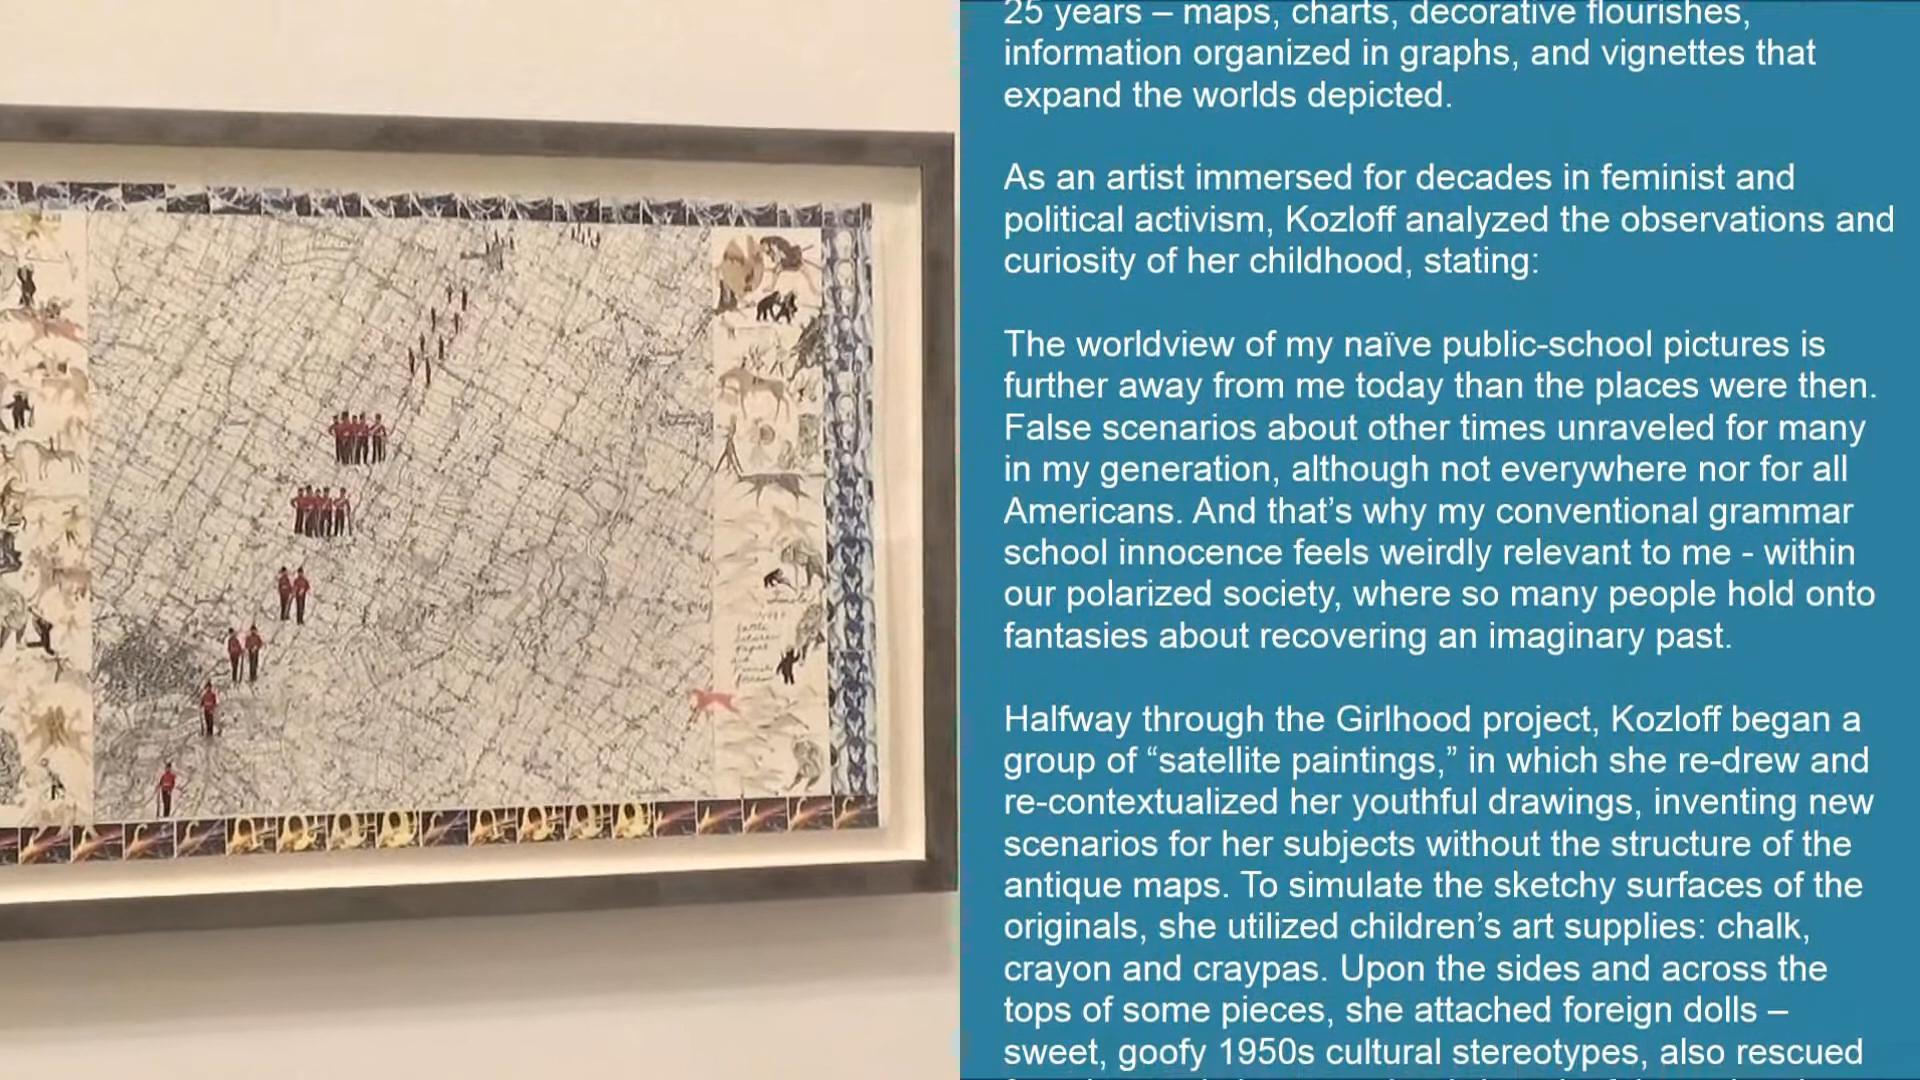 25 years – maps, charts, decorative flourishes,
information organized in graphs, and vignettes that
expand the worlds depicted.
As an artist immersed for decades in feminist and
political activism, Kozloff analyzed the observations and
curiosity of her childhood, stating:
The worldview of my naïve public-school pictures is
further away from me today than the places were then.
False scenarios about other times unraveled for many
in my generation, although not everywhere nor for all
Americans. And that’s why my conventional grammar
school innocence feels weirdly relevant to me - within
our polarized society, where so many people hold onto
fantasies about recovering an imaginary past.
Halfway through the Girlhood project, Kozloff began a
group of “satellite paintings,” in which she re-drew and
re-contextualized her youthful drawings, inventing new
scenarios for her subjects without the structure of the
antique maps. To simulate the sketchy surfaces of the
originals, she utilized children’s art supplies: chalk,
crayon and craypas. Upon the sides and across the
tops of some pieces, she attached foreign dolls –
sweet, goofy 1950s cultural stereotypes, also rescued